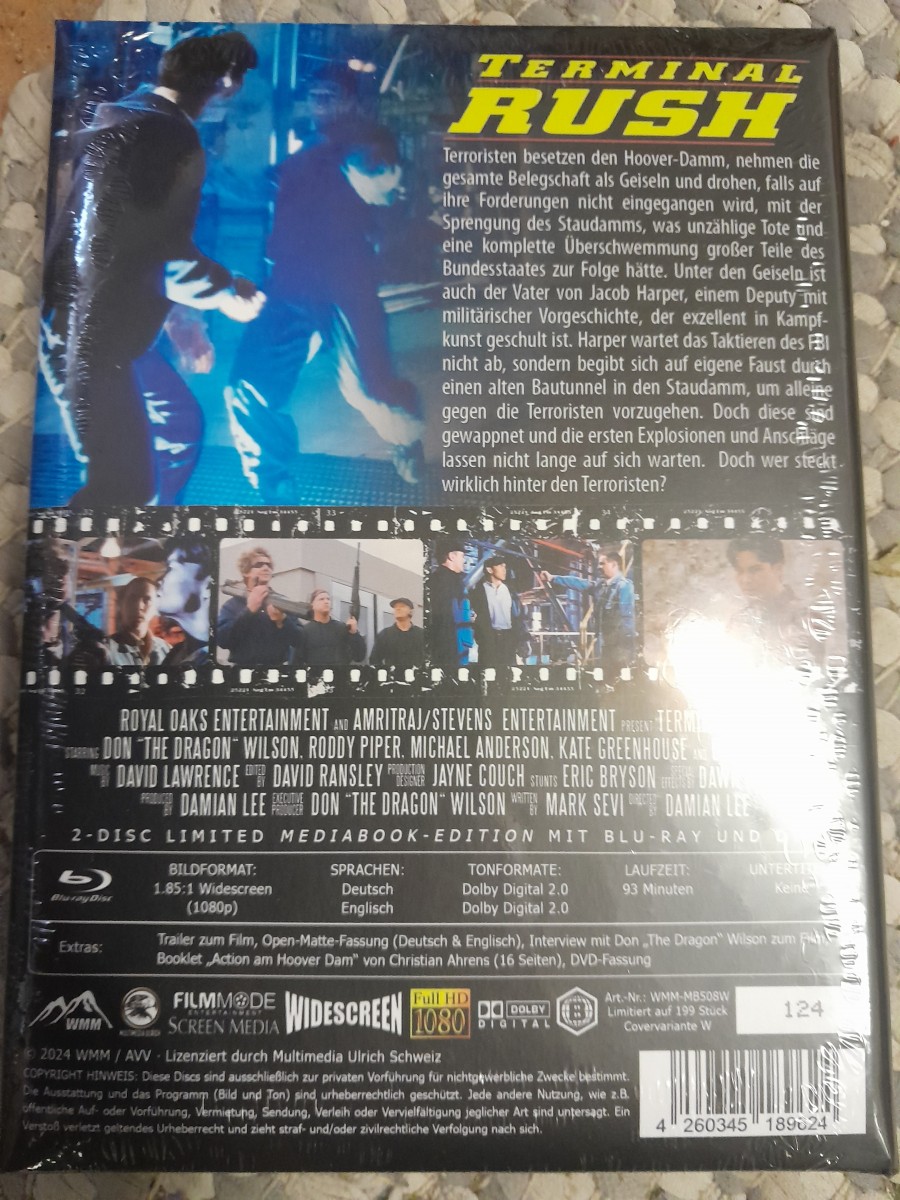 TERMINAL
RUSH
Terroristen besetzen den Hoover-Damm, nehmen die
gesamte Belegschaft als Geiseln und drohen, falls auf
ihre Forderungen nicht eingegangen wird, mit der
Sprengung des Staudamms, was unzählige Tote und
eine komplette Überschwemmung großer Teile des
Bundesstaates zur Folge hätte. Unter den Geiseln ist
auch der Vater von Jacob Harper, einem Deputy mit
militärischer Vorgeschichte, der exzellent in Kampf-
kunst geschult ist. Harper wartet das Taktieren des FBI
nicht ab, sondern begibt sich auf eigene Faust durch
einen alten Bautunnel in den Staudamm, um alleine
gegen die Terroristen vorzugehen. Doch diese sind
gewappnet und die ersten Explosionen und Anschläge
lassen nicht lange auf sich warten. Doch wer steckt
wirklich hinter den Terroristen?
ROYAL OAKS ENTERTAINMENT AND AMRITRAJ/STEVENS ENTERTAINMENT PRESENT
STARRING DON "THE DRAGON" WILSON, RODDY PIPER, MICHAEL ANDERSON, KATE GREENHOUSE AND
MUSIC BY DAVID LAWRENCE EDITED BY DAVID RANSLEY PRODUCTION DESIGNER JAYNE COUCH STUNTS ERIC BRYSON
PRODUCED BY DAMIAN LEE EXECUTIVE PRODUCER DON "THE DRAGON" WILSON WRITTEN BY MARK SEVI DIRECTED BY DAMIAN LEE
2-DISC LIMITED MEDIABOOK-EDITION MIT BLU-RAY UND
Blu-ray Disc
BILDFORMAT: SPRACHEN: TONFORMATE: LAUFZEIT:
1.85:1 Widescreen Deutsch Dolby Digital 2.0 93 Minuten Keine
(1080p) Englisch Dolby Digital 2.0
Extras: Trailer zum Film, Open-Matte-Fassung (Deutsch & Englisch), Interview mit Don „The Dragon" Wilson zum Film,
Booklet „Action am Hoover Dam" von Christian Ahrens (16 Seiten), DVD-Fassung
WMM
FILMMODE
ENTERTAINMENT
SCREEN MEDIA
WIDESCREEN
Full HD
1080
DOLBY
DIGITAL
Art.-Nr.: WMM-MB508W
Limitiert auf 199 Stück
Covervariante W
124
© 2024 WMM / AVV · Lizenziert durch Multimedia Ulrich Schweiz
COPYRIGHT HINWEIS: Diese Discs sind ausschließlich zur privaten Vorführung für nichtgewerbliche Zwecke bestimmt.
Die Ausstattung und das Programm (Bild und Ton) sind urheberrechtlich geschützt. Jede andere Nutzung, wie z.B.
öffentliche Auf- oder Vorführung, Vermietung, Sendung, Verleih oder Vervielfältigung jeglicher Art sind untersagt. Ein
Verstoß verletzt geltendes Urheberrecht und zieht straf- und/oder zivilrechtliche Verfolgung nach sich.
4 260345 189824